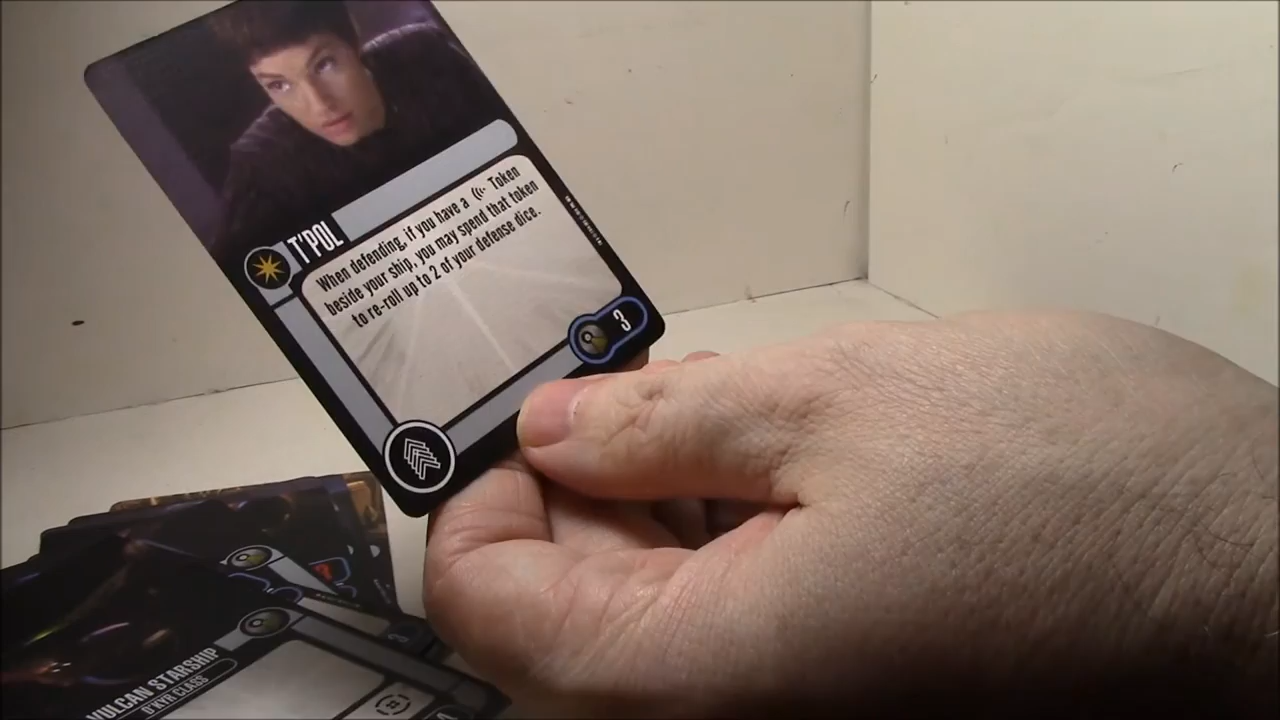 T'POL
When defending, if you have a Token
beside your ship, you may spend that token
to re-roll up to 2 of your defense dice.
3
VULCAN STARSHIP
D'KYR CLASS